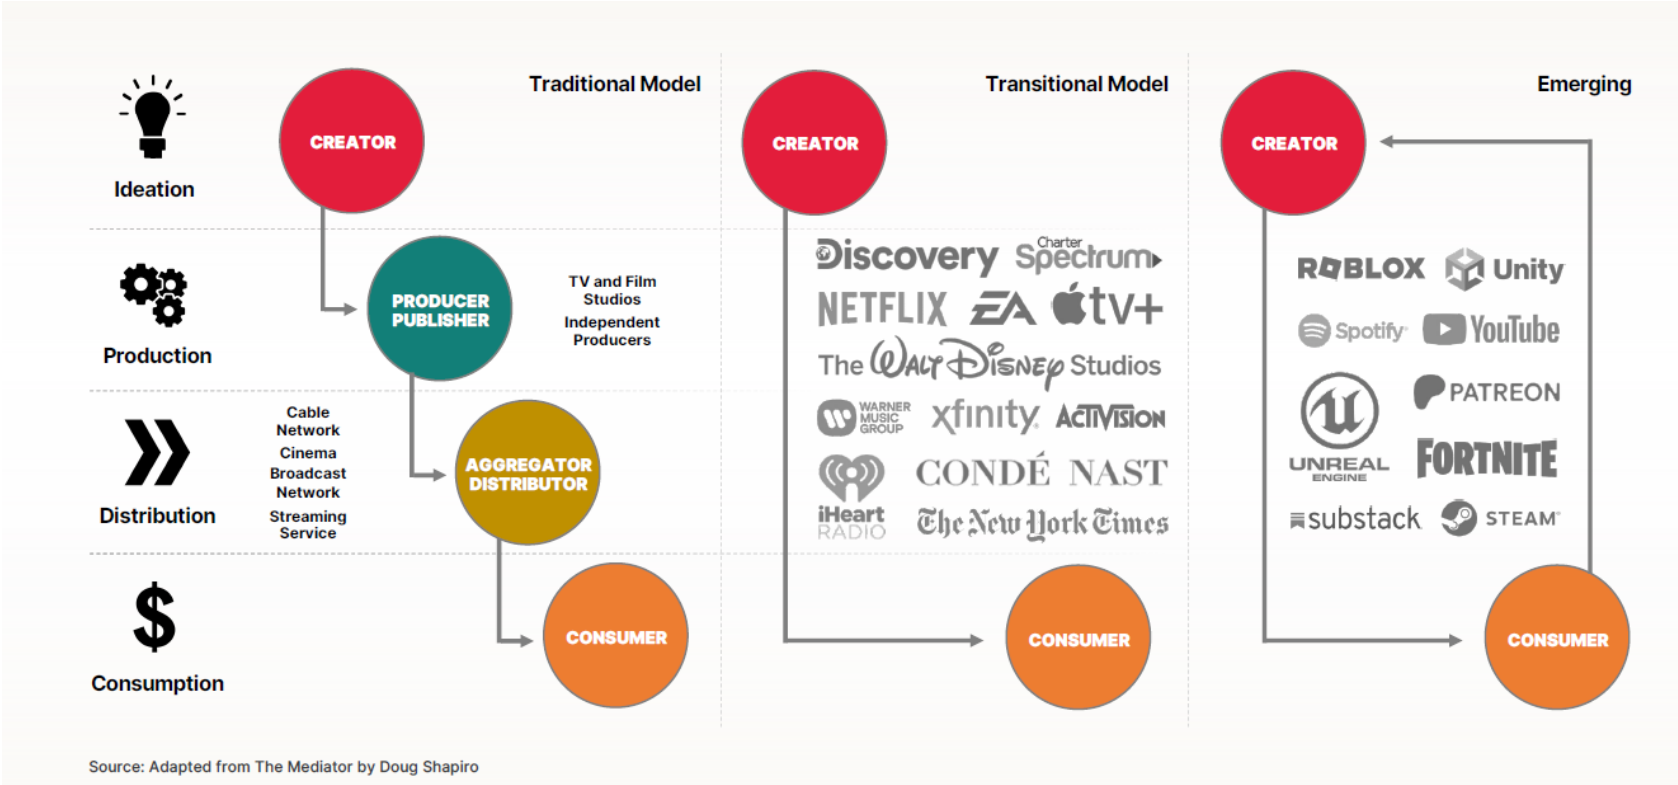 Traditional Model
Transitional Model
Emerging
CREATOR
CREATOR
CREATOR
Ideation
PRODUCER
PUBLISHER
TV and Film
Studios
Independent
Producers
Production
Discovery
Charter
Spectrum
NETFLIX
EA
tv+
The WALT DISNEY Studios
WARNER
MUSIC
GROUP
xfinity
ACTIVISION
iHeart
RADIO
CONDÉ NAST
The New York Times
ROBLOX
Unity
Spotify
YouTube
UNREAL
ENGINE
PATREON
FORTNITE
substack
STEAM
Cable
Network
Cinema
Broadcast
Network
Streaming
Service
AGGREGATOR
DISTRIBUTOR
Distribution
$
CONSUMER
CONSUMER
CONSUMER
Consumption
Source: Adapted from The Mediator by Doug Shapiro